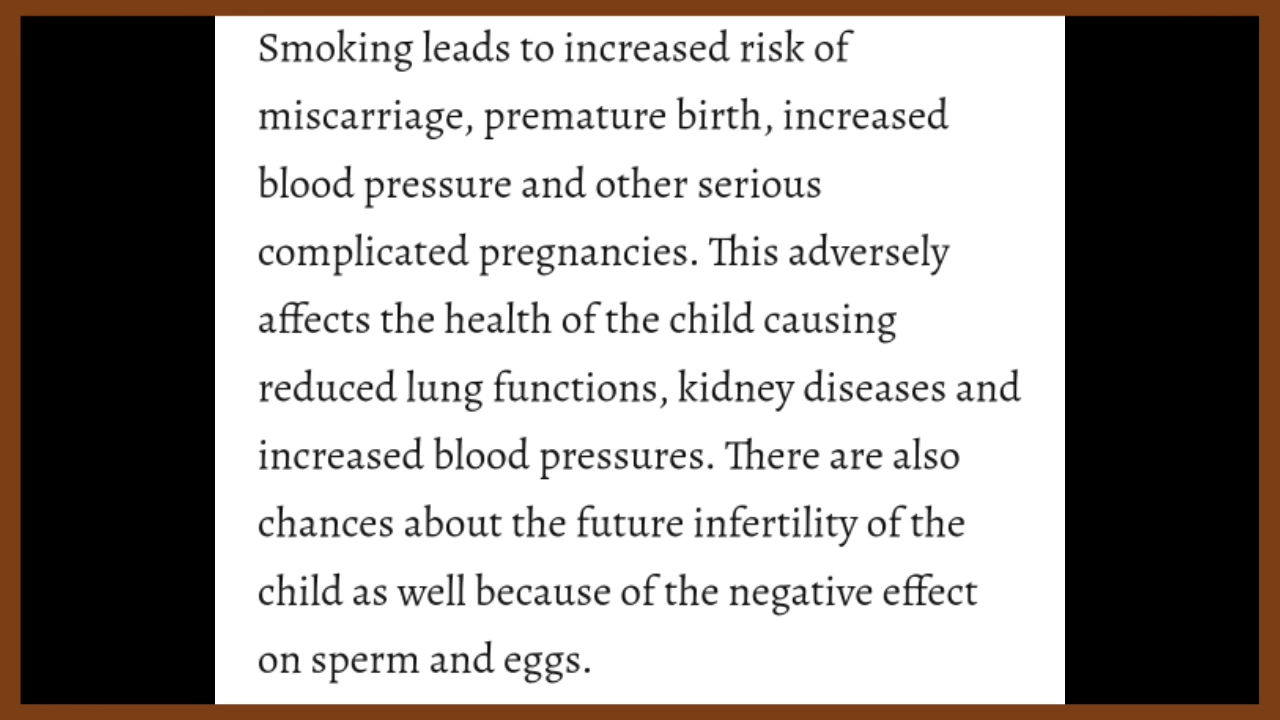 Smoking leads to increased risk of
miscarriage, premature birth, increased
blood pressure and other serious
complicated pregnancies. This adversely
affects the health of the child causing
reduced lung functions, kidney diseases and
increased blood pressures. There are also
chances about the future infertility of the
child as well because of the negative effect
on sperm and eggs.